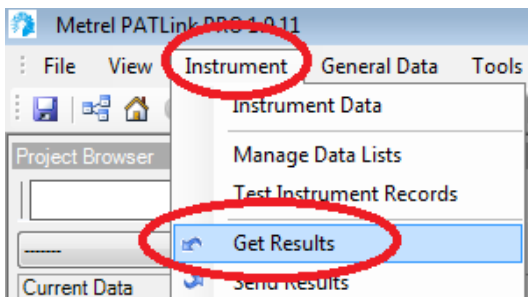 Metrel PATLink PRO 1.9.11
File View Instrument General Data Tools
Instrument Data
Project Browser
Manage Data Lists
Test Instrument Records
-------
Get Results
Current Data
Send Results